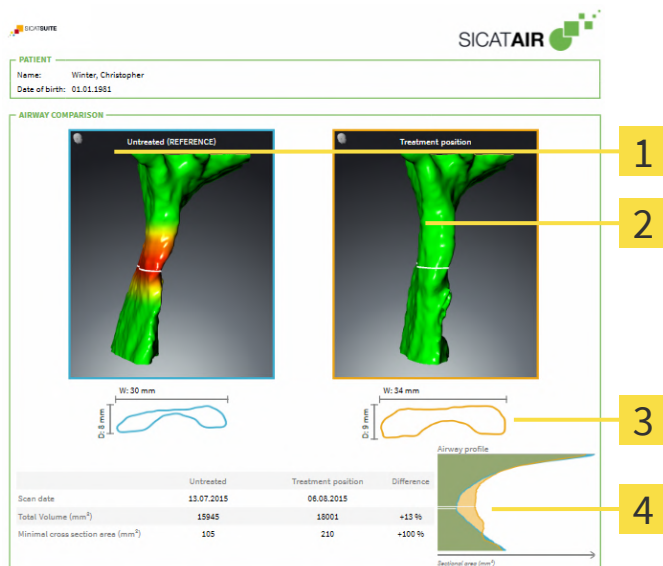 SICATSUITE
SICATAIR
PATIENT
Name: Winter, Christopher
Date of birth: 01.01.1981
AIRWAY COMPARISON
Untreated (REFERENCE)
Treatment position
1
2
W: 30 mm
D: 8 mm
W: 34 mm
D: 9 mm
3
Untreated Treatment position Difference
Scan date 13.07.2015 06.08.2015
Total Volume (mm³) 15945 18001 +13 %
Minimal cross section area (mm²) 105 210 +100 %
Airway profile
4
Sectional area (mm²)